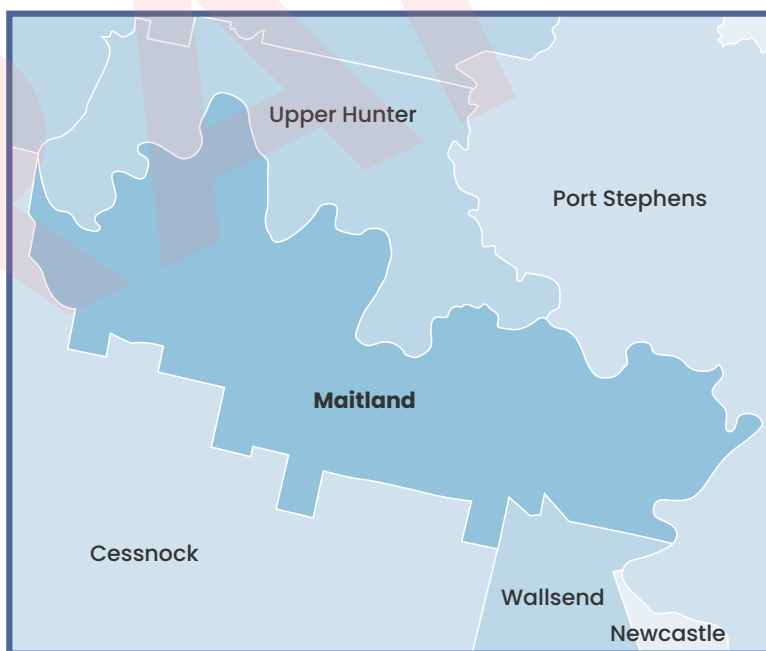 Upper Hunter
Port Stephens
Maitland
Cessnock
Wallsend
Newcastle